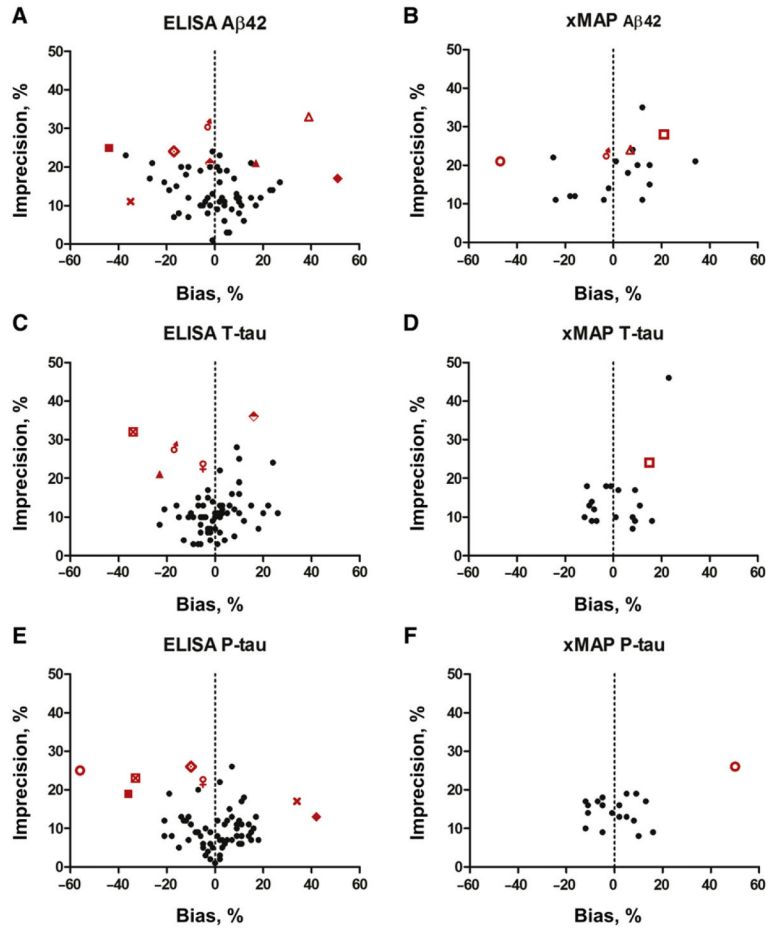 A
ELISA Aβ42
Imprecision, %
50
40
30
20
10
0
–60 –40 –20 0 20 40 60
Bias, %
B
xMAP Aβ42
Imprecision, %
50
40
30
20
10
0
–60 –40 –20 0 20 40 60
Bias, %
C
ELISA T-tau
Imprecision, %
50
40
30
20
10
0
–60 –40 –20 0 20 40 60
Bias, %
D
xMAP T-tau
Imprecision, %
50
40
30
20
10
0
–60 –40 –20 0 20 40 60
Bias, %
E
ELISA P-tau
Imprecision, %
50
40
30
20
10
0
–60 –40 –20 0 20 40 60
Bias, %
F
xMAP P-tau
Imprecision, %
50
40
30
20
10
0
–60 –40 –20 0 20 40 60
Bias, %